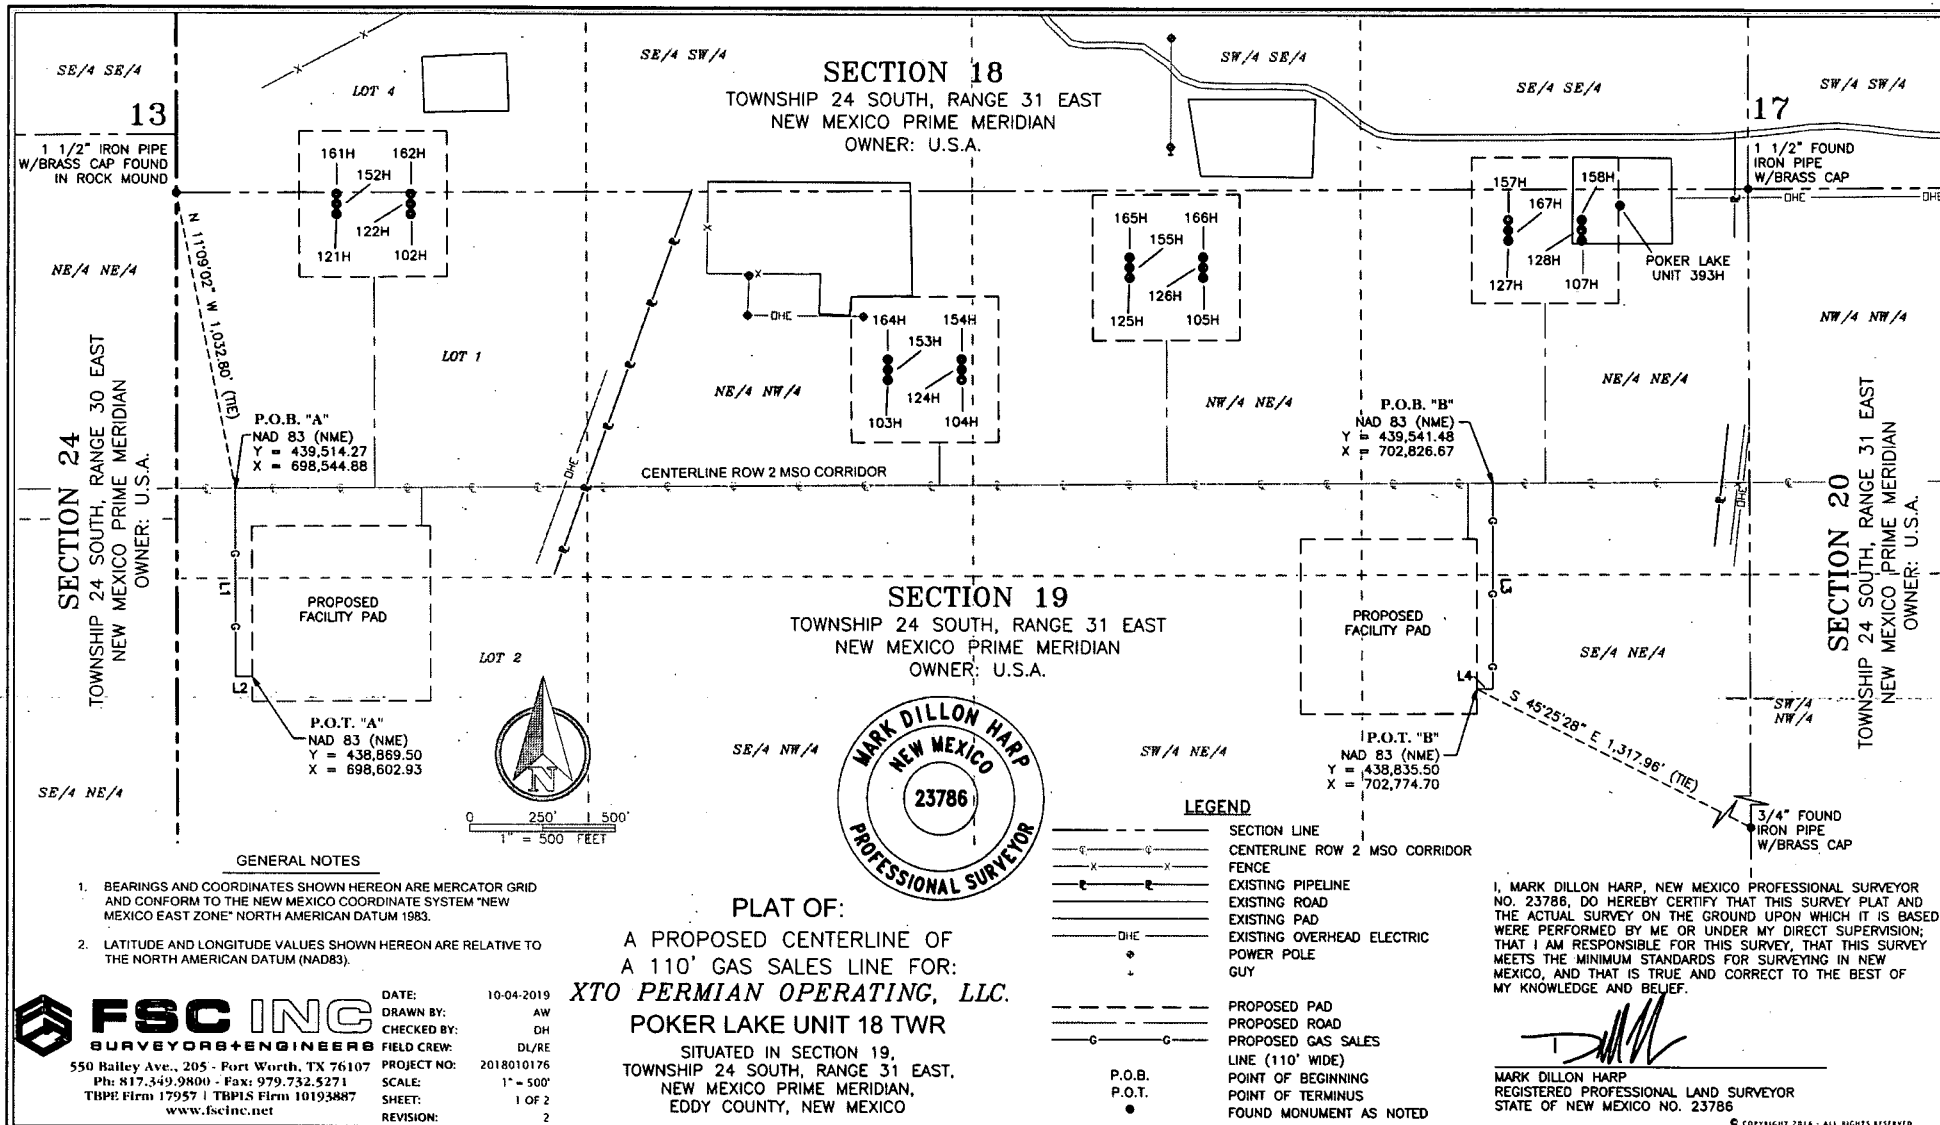 SE/4 SE/4
LOT 4
SE/4 SW/4
SECTION 18
TOWNSHIP 24 SOUTH, RANGE 31 EAST
NEW MEXICO PRIME MERIDIAN
OWNER: U.S.A.
SW/4 SE/4
SE/4 SE/4
SW/4 SW/4
13
17
1 1/2" IRON PIPE
W/BRASS CAP FOUND
IN ROCK MOUND
1 1/2" FOUND
IRON PIPE
W/BRASS CAP
161H
162H
152H
122H
121H
102H
165H
166H
155H
126H
125H
105H
157H
158H
167H
128H
127H
107H
POKER LAKE
UNIT 393H
OHE
OHE
NE/4 NE/4
N 11°09'02" W 1,032.80' (TIE)
LOT 1
X
X
X
X
OHE
164H
154H
153H
124H
103H
104H
NE/4 NW/4
NW/4 NE/4
NE/4 NE/4
NW/4 NW/4
SECTION 24
TOWNSHIP 24 SOUTH, RANGE 30 EAST
NEW MEXICO PRIME MERIDIAN
OWNER: U.S.A.
P.O.B. "A"
NAD 83 (NME)
Y = 439,514.27
X = 698,544.88
P.O.B. "B"
NAD 83 (NME)
Y = 439,541.48
X = 702,826.67
OHE
CENTERLINE ROW 2 MSO CORRIDOR
OHE
SECTION 20
TOWNSHIP 24 SOUTH, RANGE 31 EAST
NEW MEXICO PRIME MERIDIAN
OWNER: U.S.A.
G
L1
G
L2
PROPOSED
FACILITY PAD
SECTION 19
TOWNSHIP 24 SOUTH, RANGE 31 EAST
NEW MEXICO PRIME MERIDIAN
OWNER: U.S.A.
PROPOSED
FACILITY PAD
G
L3
G
G
L4
LOT 2
SE/4 NE/4
P.O.T. "A"
NAD 83 (NME)
Y = 438,869.50
X = 698,602.93
P.O.T. "B"
NAD 83 (NME)
Y = 438,835.50
X = 702,774.70
S 45°25'28" E 1,317.96' (TIE)
SW/4
NW/4
SE/4 NE/4
SE/4 NW/4
SW/4 NE/4
N
0 250' 500'
1" = 500 FEET
MARK DILLON HARP
NEW MEXICO
23786
PROFESSIONAL SURVEYOR
3/4" FOUND
IRON PIPE
W/BRASS CAP
LEGEND
SECTION LINE
CENTERLINE ROW 2 MSO CORRIDOR
X X FENCE
EXISTING PIPELINE
EXISTING ROAD
EXISTING PAD
OHE EXISTING OVERHEAD ELECTRIC
POWER POLE
GUY
PROPOSED PAD
PROPOSED ROAD
G G PROPOSED GAS SALES
LINE (110' WIDE)
P.O.B. POINT OF BEGINNING
P.O.T. POINT OF TERMINUS
FOUND MONUMENT AS NOTED
GENERAL NOTES
1. BEARINGS AND COORDINATES SHOWN HEREON ARE MERCATOR GRID
AND CONFORM TO THE NEW MEXICO COORDINATE SYSTEM "NEW
MEXICO EAST ZONE" NORTH AMERICAN DATUM 1983.
2. LATITUDE AND LONGITUDE VALUES SHOWN HEREON ARE RELATIVE TO
THE NORTH AMERICAN DATUM (NAD83).
FSC INC
SURVEYORS+ENGINEERS
550 Bailey Ave., 205 - Fort Worth, TX 76107
Ph: 817.349.9800 - Fax: 979.732.5271
TBPE Firm 17957 | TBPLS Firm 10193887
www.fscinc.net
DATE: 10-04-2019
DRAWN BY: AW
CHECKED BY: DH
FIELD CREW: DL/RE
PROJECT NO: 2018010176
SCALE: 1" = 500'
SHEET: 1 OF 2
REVISION: 2
PLAT OF:
A PROPOSED CENTERLINE OF
A 110' GAS SALES LINE FOR:
XTO PERMIAN OPERATING, LLC.
POKER LAKE UNIT 18 TWR
SITUATED IN SECTION 19,
TOWNSHIP 24 SOUTH, RANGE 31 EAST,
NEW MEXICO PRIME MERIDIAN,
EDDY COUNTY, NEW MEXICO
I, MARK DILLON HARP, NEW MEXICO PROFESSIONAL SURVEYOR
NO. 23786, DO HEREBY CERTIFY THAT THIS SURVEY PLAT AND
THE ACTUAL SURVEY ON THE GROUND UPON WHICH IT IS BASED
WERE PERFORMED BY ME OR UNDER MY DIRECT SUPERVISION;
THAT I AM RESPONSIBLE FOR THIS SURVEY, THAT THIS SURVEY
MEETS THE MINIMUM STANDARDS FOR SURVEYING IN NEW
MEXICO, AND THAT IS TRUE AND CORRECT TO THE BEST OF
MY KNOWLEDGE AND BELIEF.
MARK DILLON HARP
REGISTERED PROFESSIONAL LAND SURVEYOR
STATE OF NEW MEXICO NO. 23786
© COPYRIGHT 2016 - ALL RIGHTS RESERVED